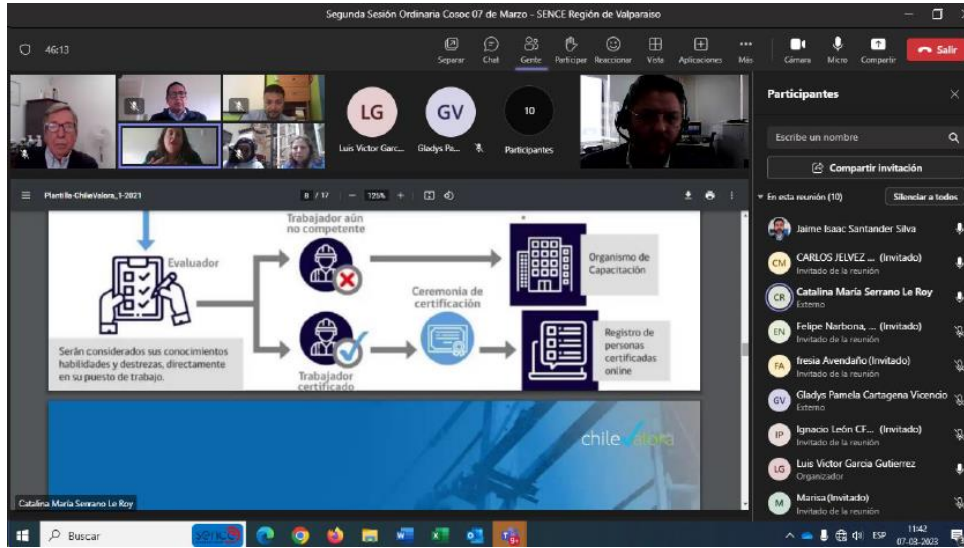 Segunda Sesión Ordinaria Cosoc 07 de Marzo - SENCE Región de Valparaiso
46:13
Separar
Chat
Gente
Participar
Reaccionar
Vista
Aplicaciones
Más
Cámara
Micro
Compartir
Salir
LG
GV
10
Luis Victor Garc...
Gladys Pa...
Participantes
Plantilla-ChileValora_1-2021
8 / 17
125%
Trabajador aún
no competente
Evaluador
Organismo de
Capacitación
Ceremonia de
certificación
Serán considerados sus conocimientos
habilidades y destrezas, directamente
en su puesto de trabajo.
Trabajador
certificado
Registro de
personas
certificadas
online
chilevalora
Catalina María Serrano Le Roy
Participantes
Escribe un nombre
Compartir invitación
En esta reunión (10)
Silenciar a todos
Jaime Isaac Santander Silva
CM
CARLOS JELVEZ ... (Invitado)
Invitado de la reunión
CR
Catalina María Serrano Le Roy
Externo
EN
Felipe Narbona, ... (Invitado)
Invitado de la reunión
FA
fresia Avendaño (Invitado)
Invitado de la reunión
GV
Gladys Pamela Cartagena Vicencio
Externo
IP
Ignacio León CF... (Invitado)
Invitado de la reunión
LG
Luis Victor Garcia Gutierrez
Organizador
M
Marisa (Invitado)
Invitado de la reunión
Buscar
sence
9+
ESP
11:42
07-03-2023